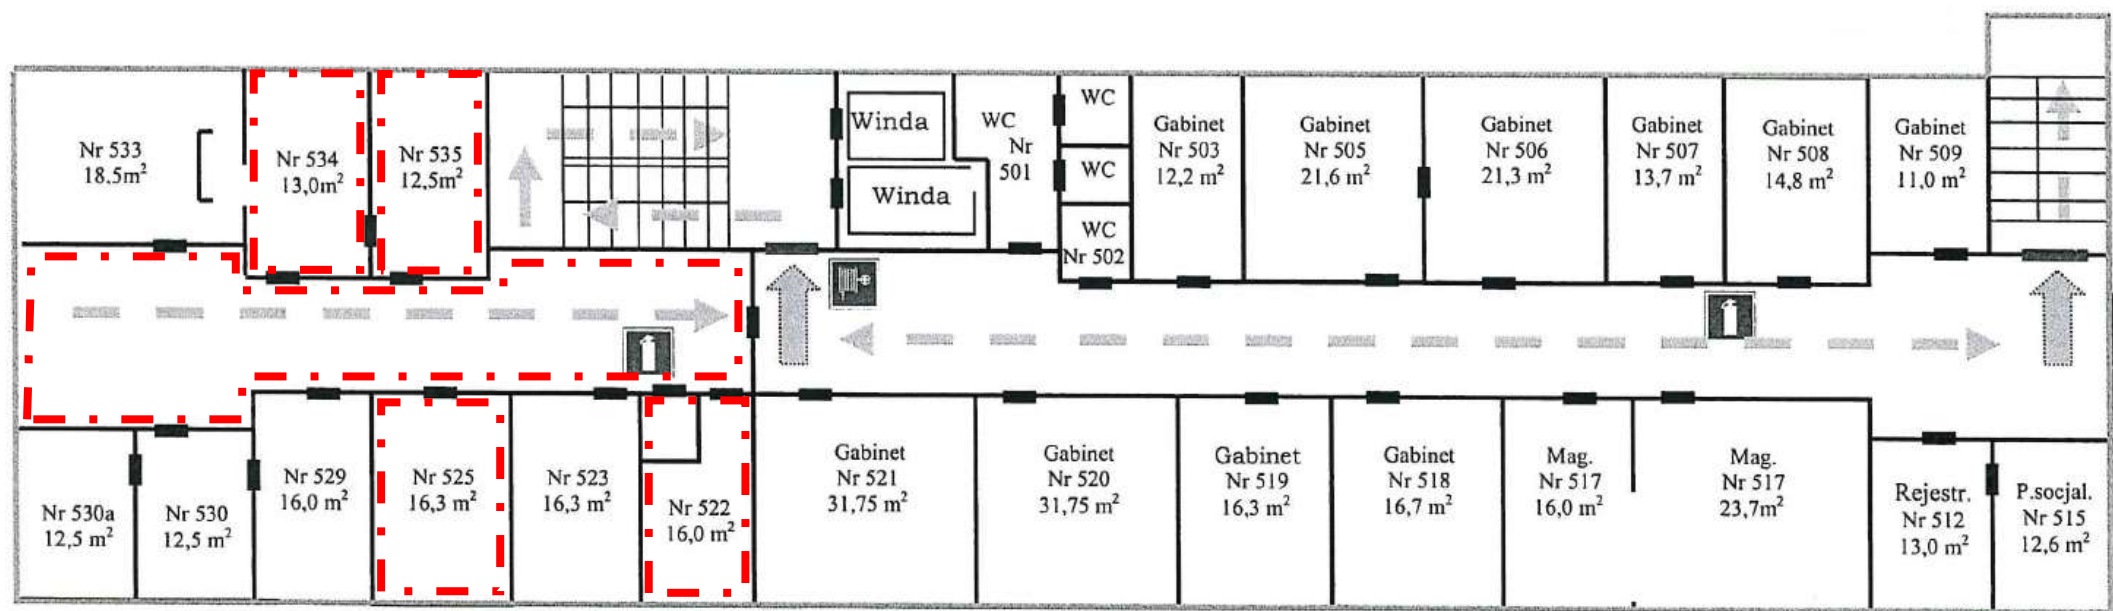 Nr 533
18.5m²
Nr 534
13,0m²
Nr 535
12,5m²
Winda
Winda
WC
Nr
501
WC
WC
WC
Nr 502
Gabinet
Nr 503
12,2 m²
Gabinet
Nr 505
21,6 m²
Gabinet
Nr 506
21,3 m²
Gabinet
Nr 507
13,7 m²
Gabinet
Nr 508
14,8 m²
Gabinet
Nr 509
11,0 m²
Nr 530a
12,5 m²
Nr 530
12,5 m²
Nr 529
16,0 m²
Nr 525
16,3 m²
Nr 523
16,3 m²
Nr 522
16,0 m²
Gabinet
Nr 521
31,75 m²
Gabinet
Nr 520
31,75 m²
Gabinet
Nr 519
16,3 m²
Gabinet
Nr 518
16,7 m²
Mag.
Nr 517
16,0 m²
Mag.
Nr 517
23,7m²
Rejestr.
Nr 512
13,0 m²
P.socjal.
Nr 515
12,6 m²